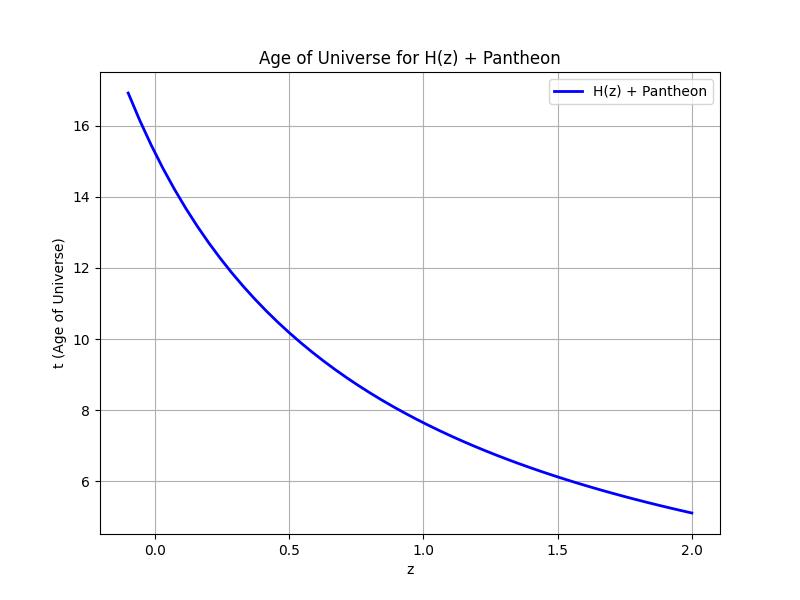 Age of Universe for H(z) + Pantheon
H(z) + Pantheon
t (Age of Universe)
16
14
12
10
8
6
0.0 0.5 1.0 1.5 2.0
z